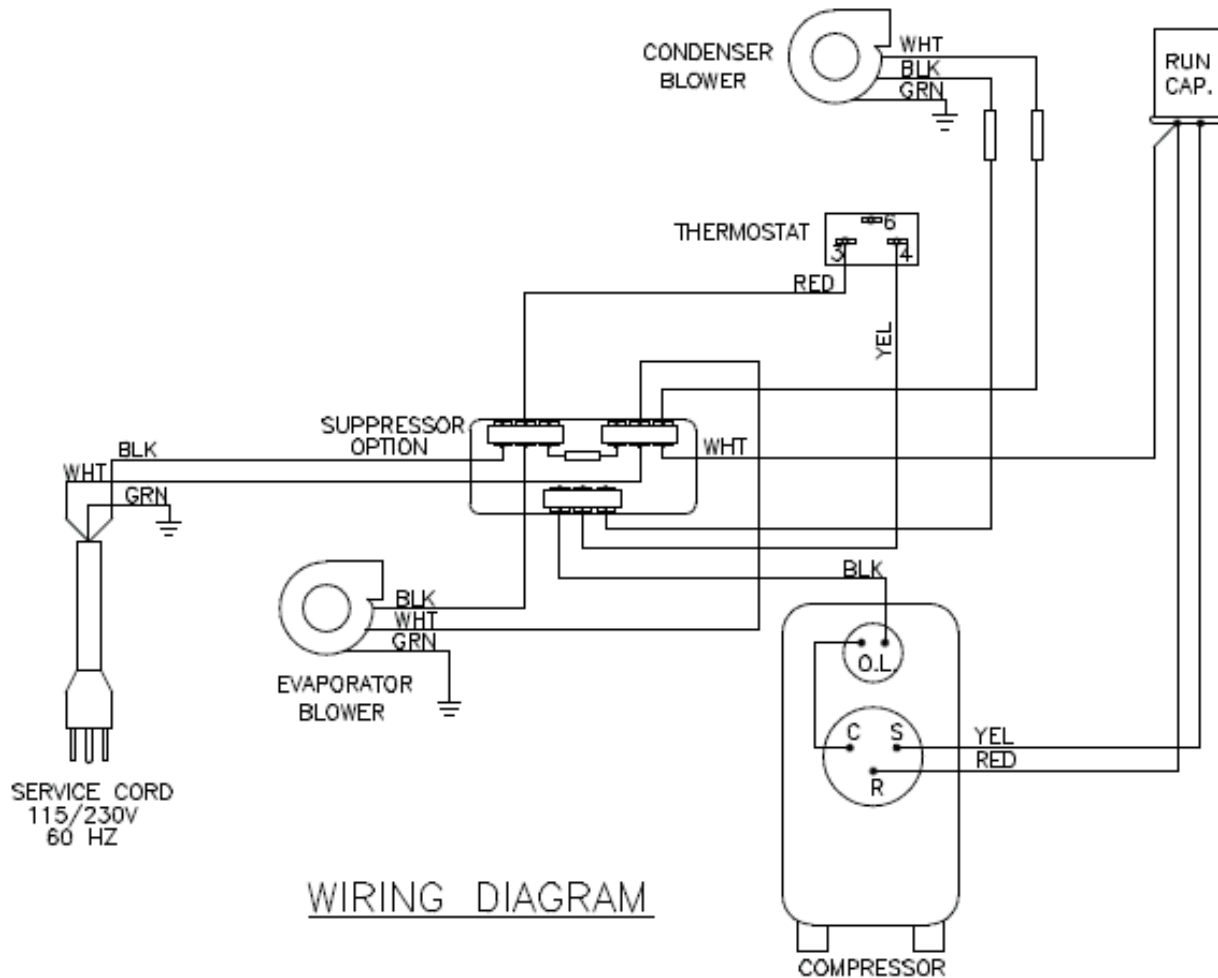 CONDENSER
BLOWER
WHT
BLK
GRN
RUN
CAP.
THERMOSTAT
6
3
4
RED
YEL
SUPPRESSOR
OPTION
WHT
BLK
WHT
GRN
BLK
WHT
GRN
EVAPORATOR
BLOWER
BLK
O.L.
C S
R
YEL
RED
SERVICE CORD
115/230V
60 HZ
WIRING DIAGRAM
COMPRESSOR